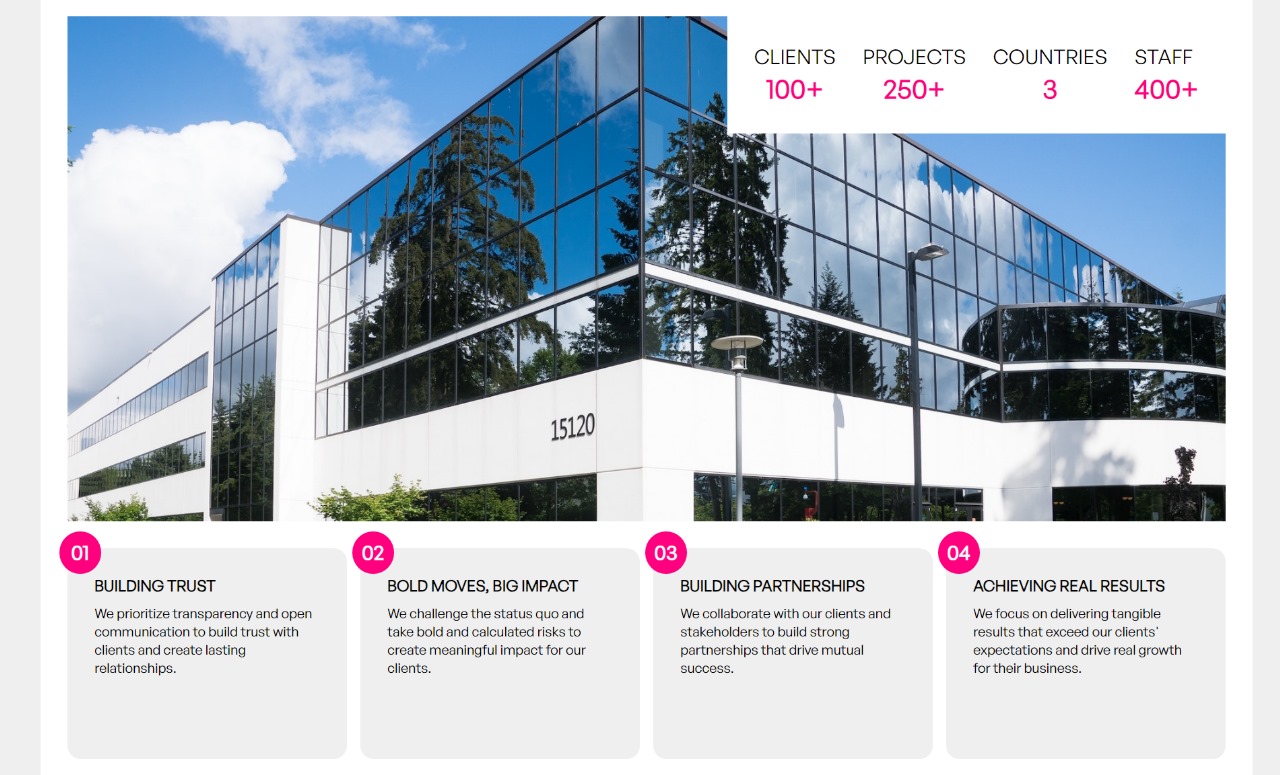 CLIENTS PROJECTS COUNTRIES STAFF
100+ 250+ 3 400+
15120
01
BUILDING TRUST
We prioritize transparency and open
communication to build trust with
clients and create lasting
relationships.
02
BOLD MOVES, BIG IMPACT
We challenge the status quo and
take bold and calculated risks to
create meaningful impact for our
clients.
03
BUILDING PARTNERSHIPS
We collaborate with our clients and
stakeholders to build strong
partnerships that drive mutual
success.
04
ACHIEVING REAL RESULTS
We focus on delivering tangible
results that exceed our clients'
expectations and drive real growth
for their business.